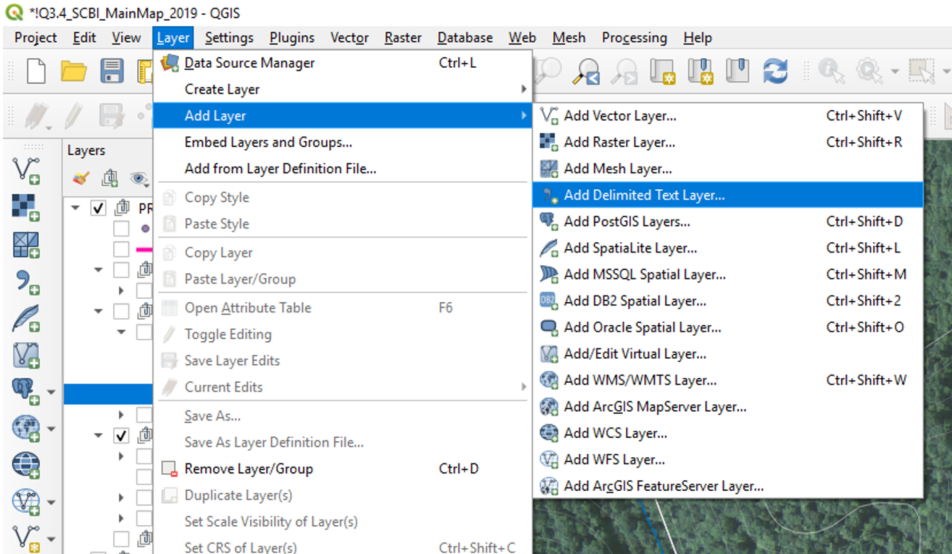 *!Q3.4_SCBI_MainMap_2019 - QGIS
Project Edit View Layer Settings Plugins Vector Raster Database Web Mesh Processing Help
Data Source Manager Ctrl+L
Create Layer
Add Layer
Embed Layers and Groups...
Add from Layer Definition File...
Copy Style
Paste Style
Copy Layer
Paste Layer/Group
Open Attribute Table F6
Toggle Editing
Save Layer Edits
Current Edits
Save As...
Save As Layer Definition File...
Remove Layer/Group Ctrl+D
Duplicate Layer(s)
Set Scale Visibility of Layer(s)
Set CRS of Layer(s) Ctrl+Shift+C
Layers
PR
Add Vector Layer... Ctrl+Shift+V
Add Raster Layer... Ctrl+Shift+R
Add Mesh Layer...
Add Delimited Text Layer...
Add PostGIS Layers... Ctrl+Shift+D
Add SpatiaLite Layer... Ctrl+Shift+L
Add MSSQL Spatial Layer... Ctrl+Shift+M
DB2 Add DB2 Spatial Layer... Ctrl+Shift+2
Add Oracle Spatial Layer... Ctrl+Shift+O
Add/Edit Virtual Layer...
Add WMS/WMTS Layer... Ctrl+Shift+W
Add ArcGIS MapServer Layer...
Add WCS Layer...
Add WFS Layer...
Add ArcGIS FeatureServer Layer...